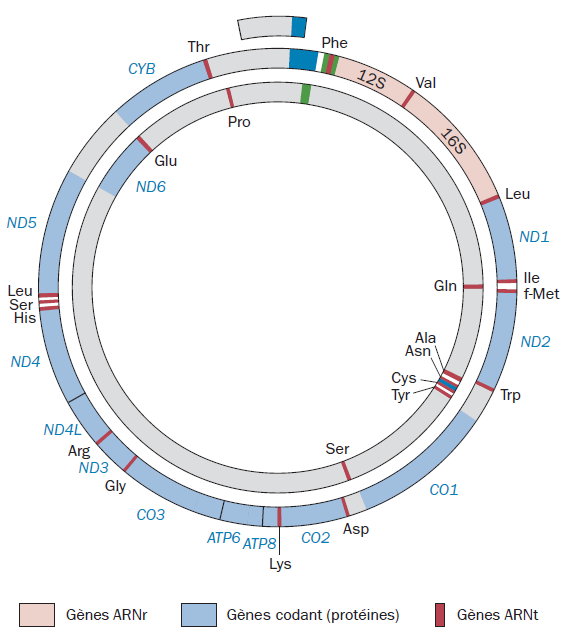 Phe
Thr
12S
CYB
Val
Pro
16S
Glu
ND6
Leu
ND5
ND1
Gln
Ile
f-Met
Leu
Ser
His
Ala
Asn
ND2
ND4
Cys
Tyr
Trp
ND4L
Arg
ND3
Ser
Gly
CO1
CO3
Asp
ATP6
ATP8
CO2
Lys
Gènes ARNr
Gènes codant (protéines)
Gènes ARNt